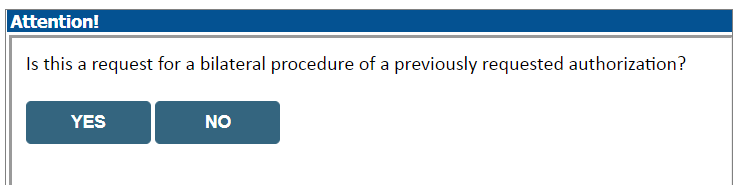 Attention!
Is this a request for a bilateral procedure of a previously requested authorization?
YES NO